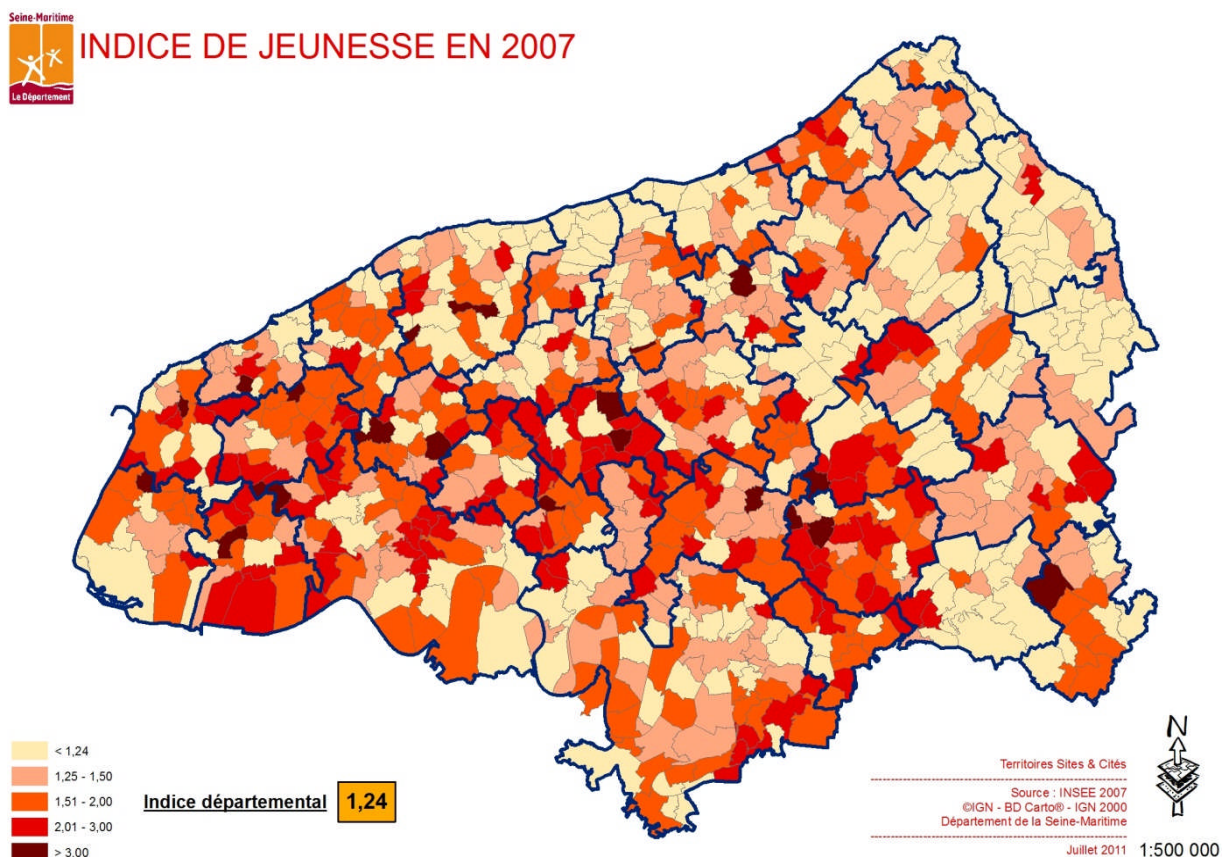 Seine-Maritime
Le Département
INDICE DE JEUNESSE EN 2007
< 1,24
1,25 - 1,50
1,51 - 2,00
2,01 - 3,00
> 3.00
Indice départemental 1,24
N
Territoires Sites & Cités
Source : INSEE 2007
©IGN - BD Carto® - IGN 2000
Département de la Seine-Maritime
Juillet 2011
1:500 000